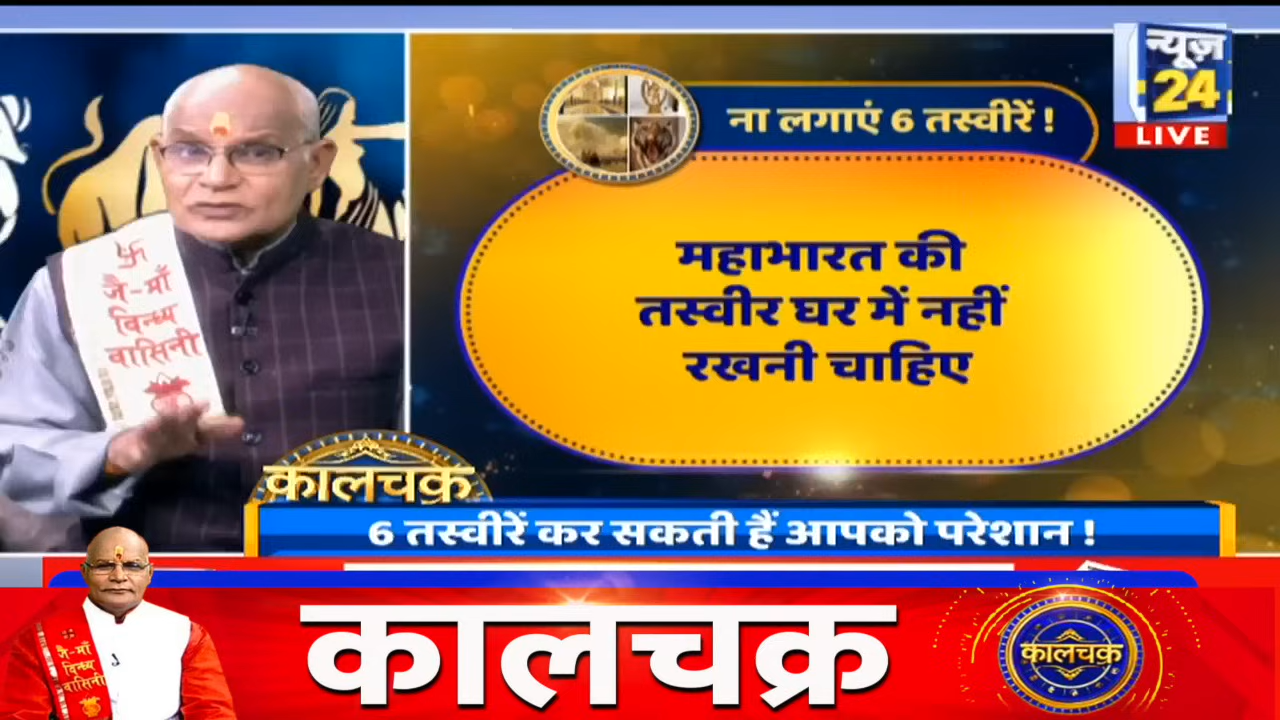 न्यूज़
24
LIVE
ना लगाएं 6 तस्वीरें !
महाभारत की
तस्वीर घर में नहीं
रखनी चाहिए
जै-माँ
विन्ध्य
वासिनी
कालचक्र
6 तस्वीरें कर सकती हैं आपको परेशान !
जै-माँ
विन्ध्य
वासिनी
कालचक्र
कालचक्र